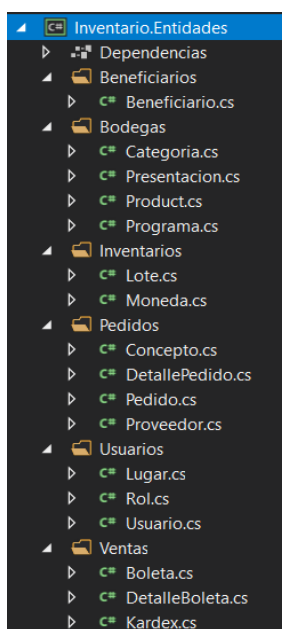 C# Inventario.Entidades
Dependencias
Beneficiarios
C# Beneficiario.cs
Bodegas
C# Categoria.cs
C# Presentacion.cs
C# Product.cs
C# Programa.cs
Inventarios
C# Lote.cs
C# Moneda.cs
Pedidos
C# Concepto.cs
C# DetallePedido.cs
C# Pedido.cs
C# Proveedor.cs
Usuarios
C# Lugar.cs
C# Rol.cs
C# Usuario.cs
Ventas
C# Boleta.cs
C# DetalleBoleta.cs
C# Kardex.cs